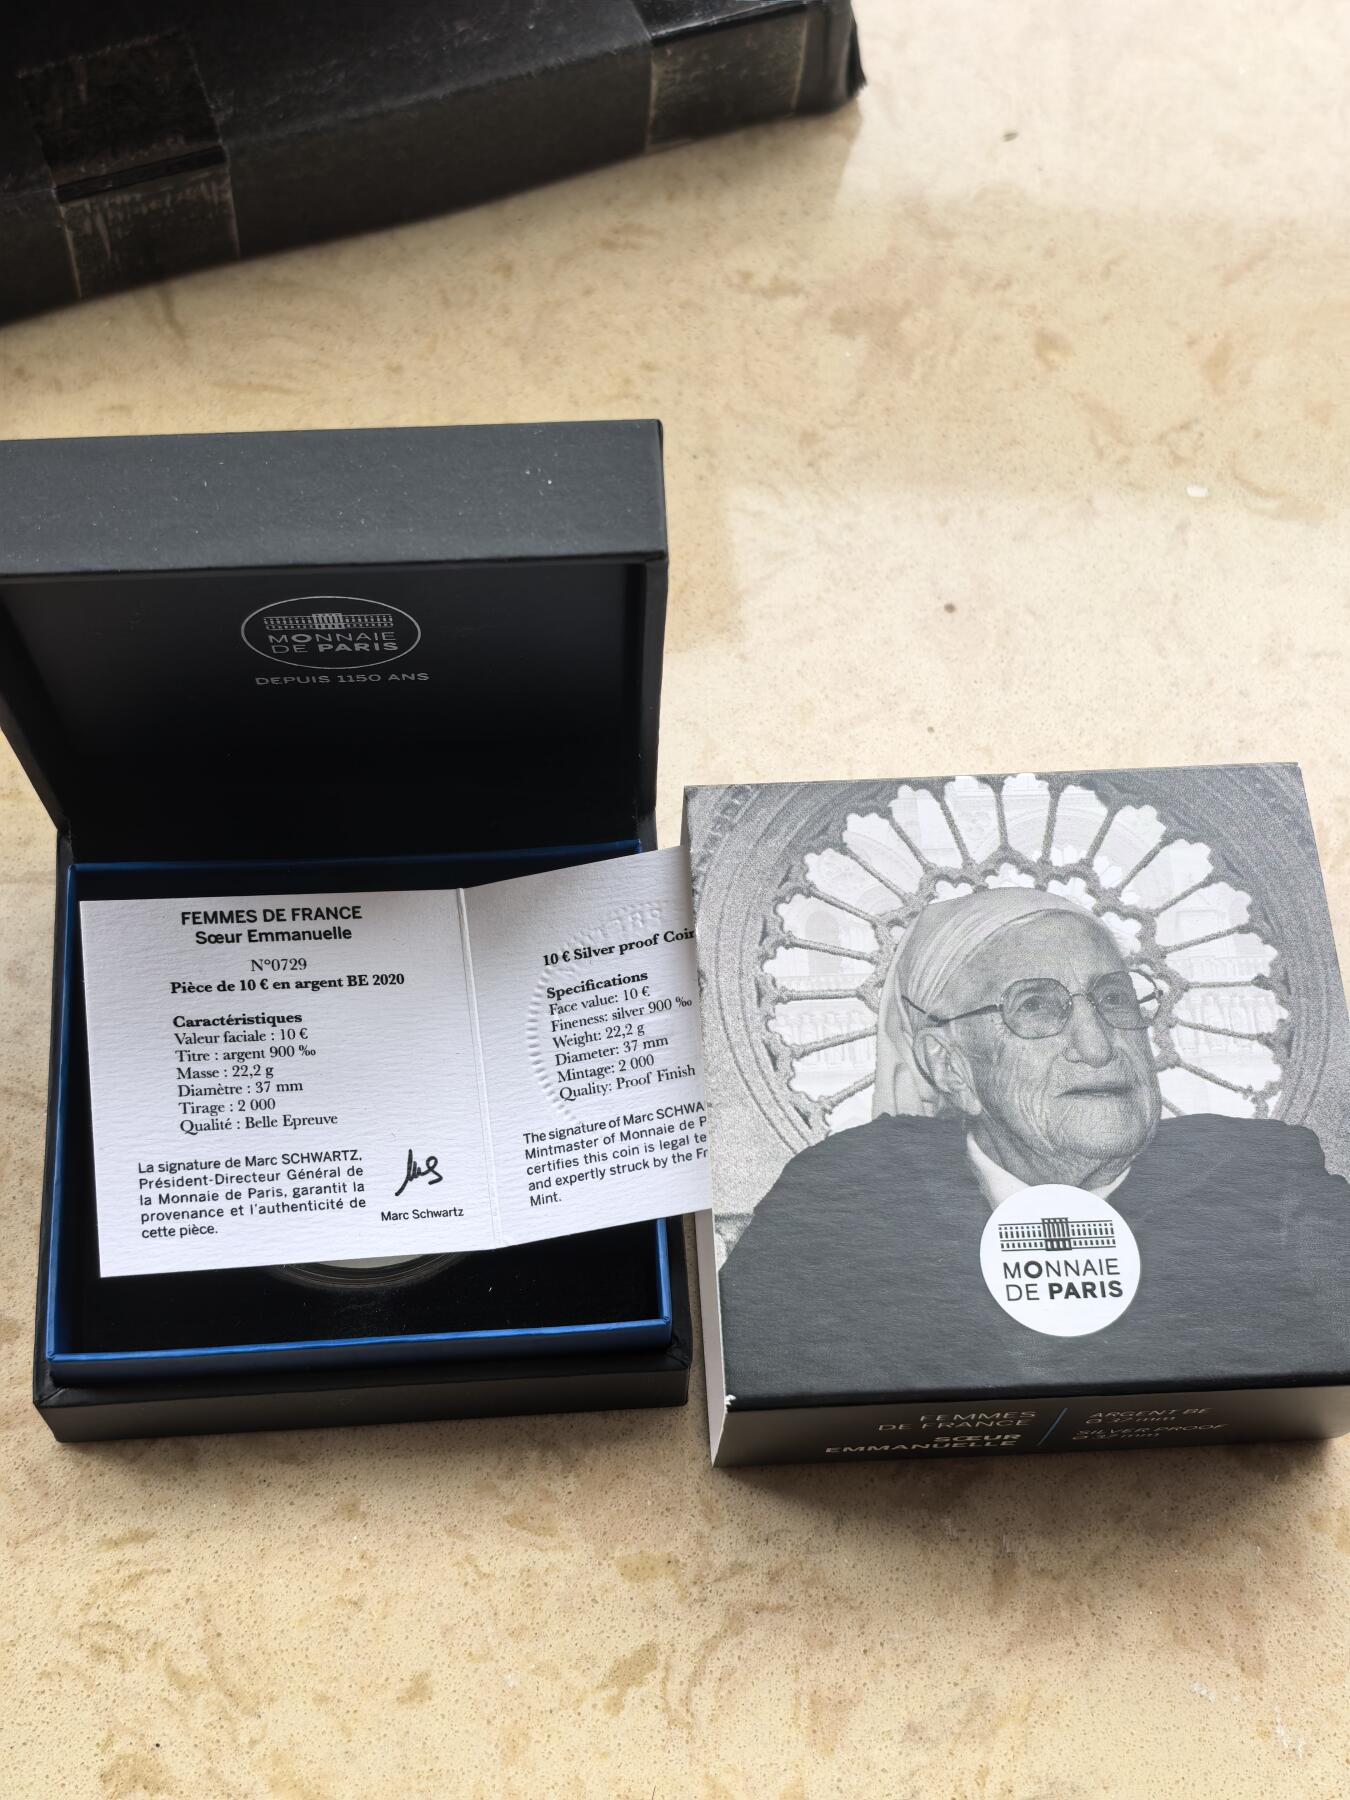 MONNAIE
DE PARIS
DEPUIS 1150 ANS
FEMMES DE FRANCE
Sœur Emmanuelle
N°0729
Pièce de 10 € en argent BE 2020
Caractéristiques
Valeur faciale : 10 €
Titre : argent 900 ‰
Masse : 22,2 g
Diamètre : 37 mm
Tirage : 2 000
Qualité : Belle Epreuve
La signature de Marc SCHWARTZ,
Président-Directeur Général de
la Monnaie de Paris, garantit la
provenance et l'authenticité de
cette pièce.
Marc Schwartz
10 € Silver proof Coin
Specifications
Face value: 10 €
Fineness: silver 900 ‰
Weight: 22,2 g
Diameter: 37 mm
Mintage: 2 000
Quality: Proof Finish
The signature of Marc SCHWA
Mintmaster of Monnaie de P
certifies this coin is legal te
and expertly struck by the Fr
Mint.
MONNAIE
DE PARIS
FEMMES
DE FRANCE
SŒUR
EMMANUELLE
ARGENT BE
Ø 37 mm
SILVER PROOF
Ø 37 mm